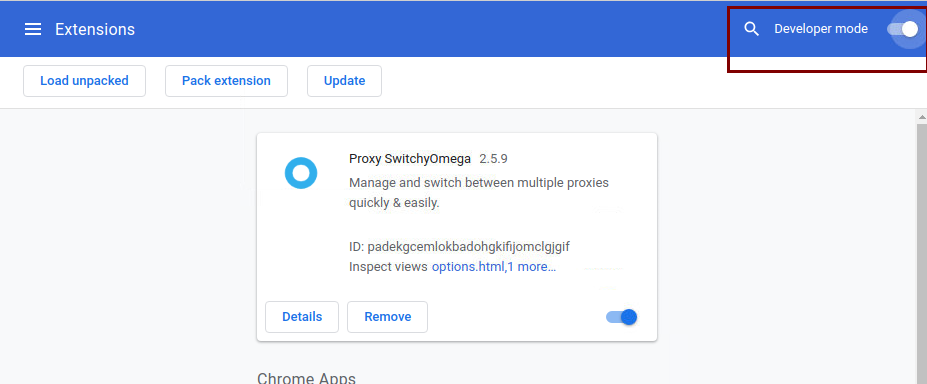 Extensions
Developer mode
Load unpacked
Pack extension
Update
Proxy SwitchyOmega 2.5.9
Manage and switch between multiple proxies
quickly & easily.
ID: padekgcemlokbadohgkifijomclgjgif
Inspect views options.html,1 more…
Details
Remove
Chrome Apps